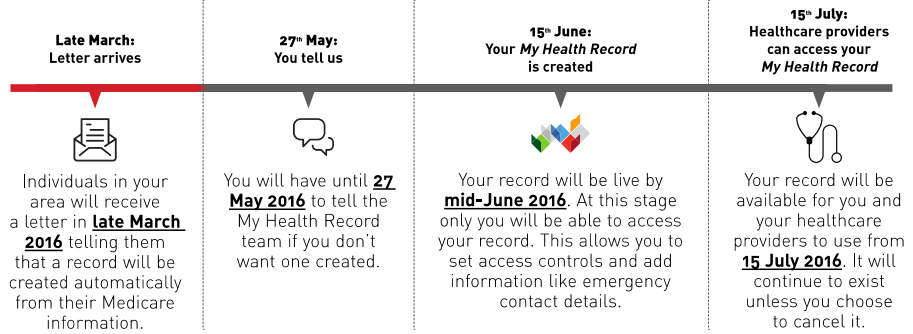 Late March:
Letter arrives
Individuals in your
area will receive
a letter in late March
2016 telling them
that a record will be
created automatically
from their Medicare
information.
27th May:
You tell us
You will have until 27
May 2016 to tell the
My Health Record
team if you don't
want one created.
15th June:
Your My Health Record
is created
Your record will be live by
mid-June 2016. At this stage
only you will be able to access
your record. This allows you to
set access controls and add
information like emergency
contact details.
15th July:
Healthcare providers
can access your
My Health Record
Your record will be
available for you and
your healthcare
providers to use from
15 July 2016. It will
continue to exist
unless you choose
to cancel it.